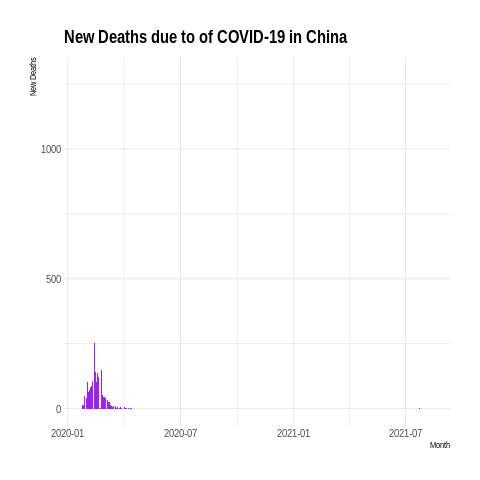 New Deaths due to of COVID-19 in China
New Deaths
1000
500
0
2020-01 2020-07 2021-01 2021-07
Month